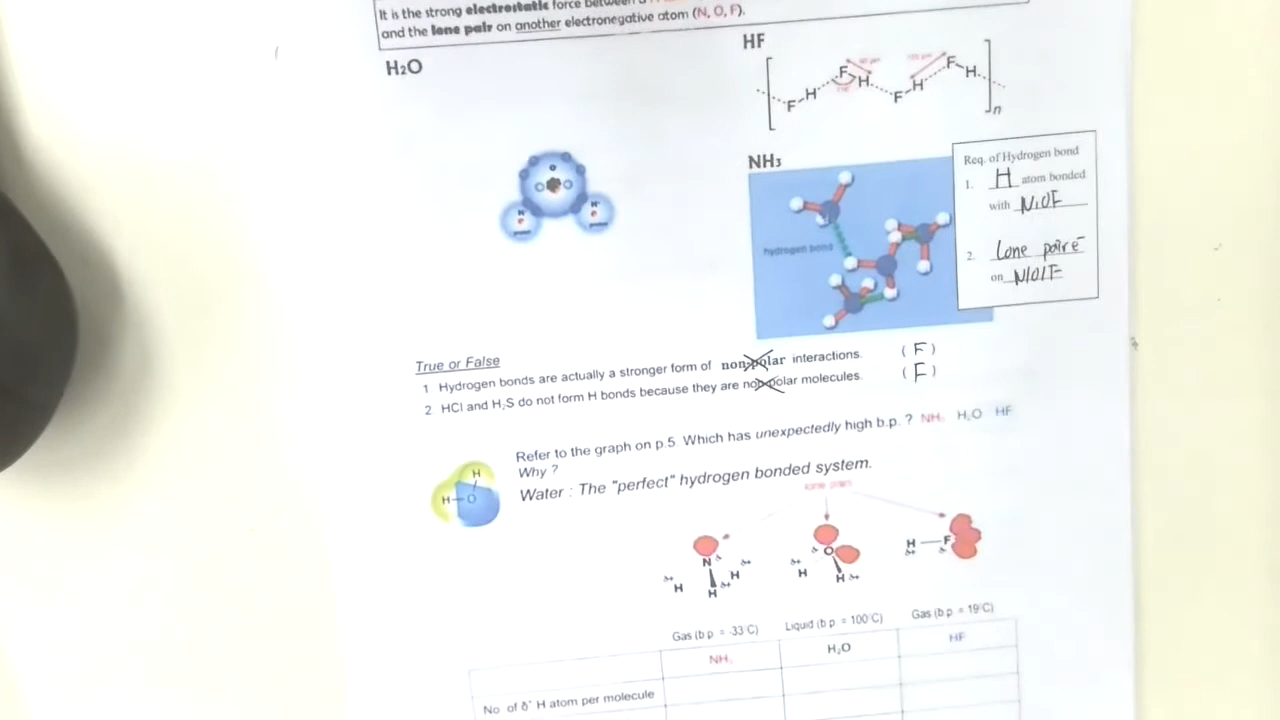 It is the strong electrostatic force between
and the lone pair on another electronegative atom (N, O, F).
H2O
HF
F H F H F H F H n
NH3
hydrogen bond
Req. of Hydrogen bond
1. H atom bonded
with N,O,F
2. lone pair
on N/O/F
True or False
1 Hydrogen bonds are actually a stronger form of non-polar interactions. ( F )
2 HCl and H2S do not form H bonds because they are nonpolar molecules. ( F )
Refer to the graph on p.5 Which has unexpectedly high b.p. ? NH3 H2O HF
Why ?
Water : The "perfect" hydrogen bonded system.
H
H O
lone pair
N H H H
O H H
H F
Gas (b p = -33°C) Liquid (b p = 100°C) Gas (b p = 19°C)
NH3 H2O HF
No of δ+ H atom per molecule